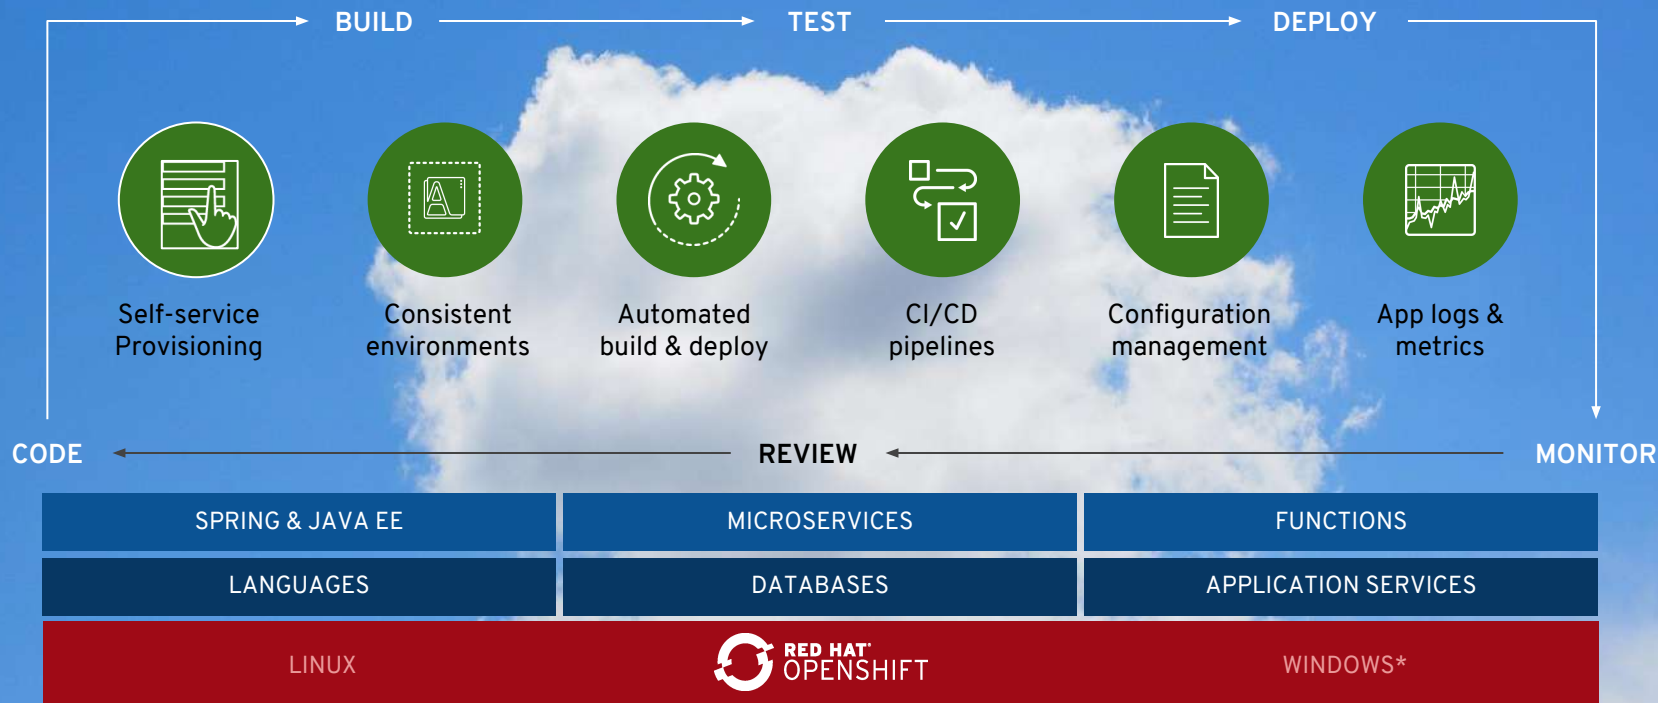 BUILD
TEST
DEPLOY
A
Self-service
Provisioning
Consistent
environments
Automated
build & deploy
CI/CD
pipelines
Configuration
management
App logs &
metrics
CODE
REVIEW
MONITOR
SPRING & JAVA EE
MICROSERVICES
FUNCTIONS
LANGUAGES
DATABASES
APPLICATION SERVICES
LINUX
RED HAT®
OPENSHIFT
WINDOWS*